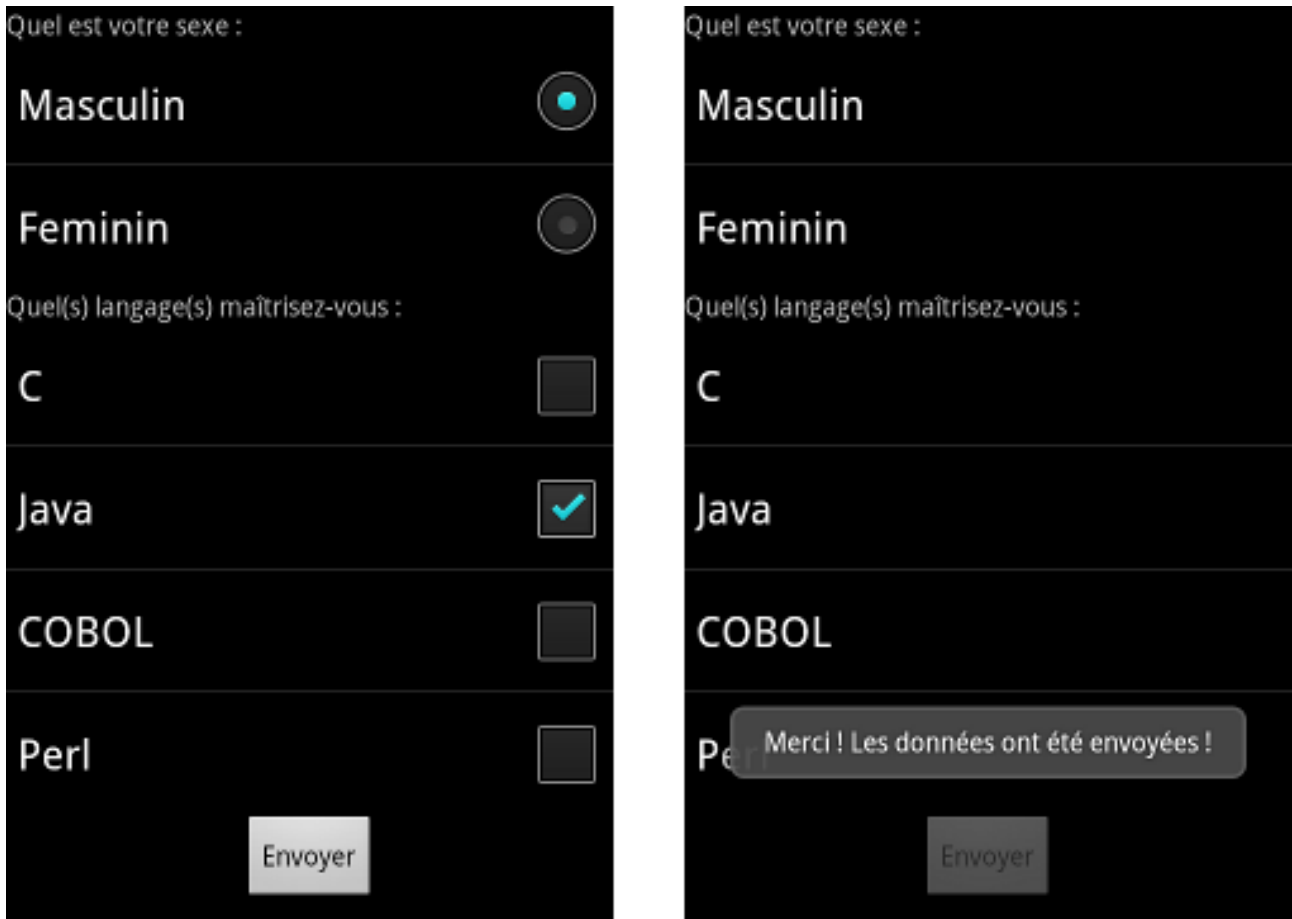 Quel est votre sexe :
Masculin
Feminin
Quel(s) langage(s) maîtrisez-vous :
C
Java
COBOL
Perl
Envoyer
Quel est votre sexe :
Masculin
Feminin
Quel(s) langage(s) maîtrisez-vous :
C
Java
COBOL
Perl
Merci ! Les données ont été envoyées !
Envoyer